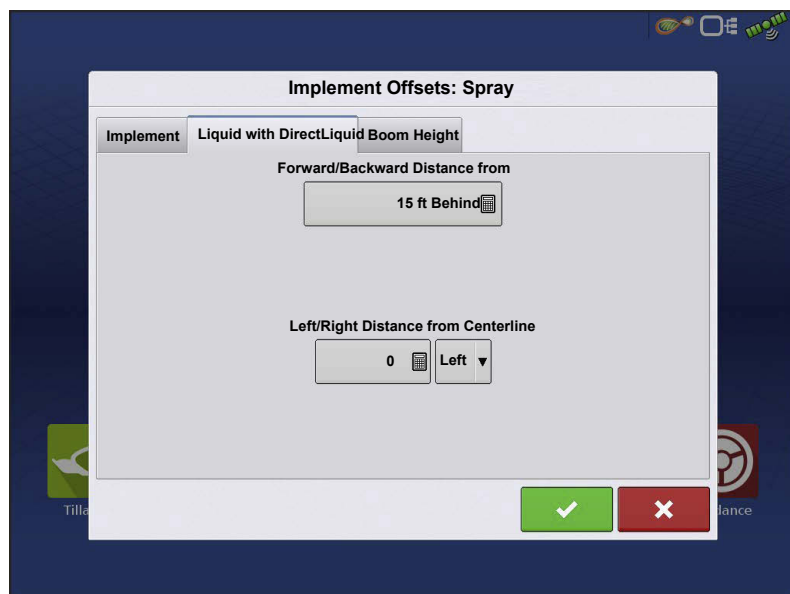 Implement Offsets: Spray
Implement Liquid with DirectLiquid Boom Height
Forward/Backward Distance from
15 ft Behind
Left/Right Distance from Centerline
0 Left
Tilla
dance